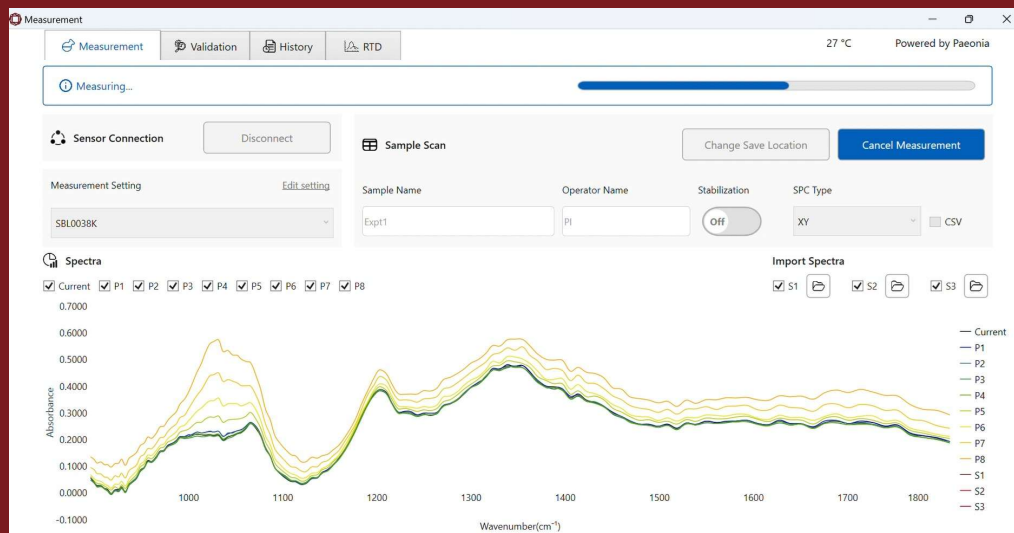 Measurement
Measurement Validation History RTD 27 °C Powered by Paeonia
Measuring...
Sensor Connection Disconnect
Sample Scan Change Save Location Cancel Measurement
Measurement Setting Edit setting
SBL0038K
Sample Name Operator Name Stabilization SPC Type
Expt1 PI Off XY CSV
Spectra
Current P1 P2 P3 P4 P5 P6 P7 P8
Import Spectra
S1 S2 S3
0.7000
0.6000
0.5000
0.4000
0.3000
0.2000
0.1000
0.0000
-0.1000
Absorbance
1000 1100 1200 1300 1400 1500 1600 1700 1800
Wavenumber(cm⁻¹)
Current
P1
P2
P3
P4
P5
P6
P7
P8
S1
S2
S3